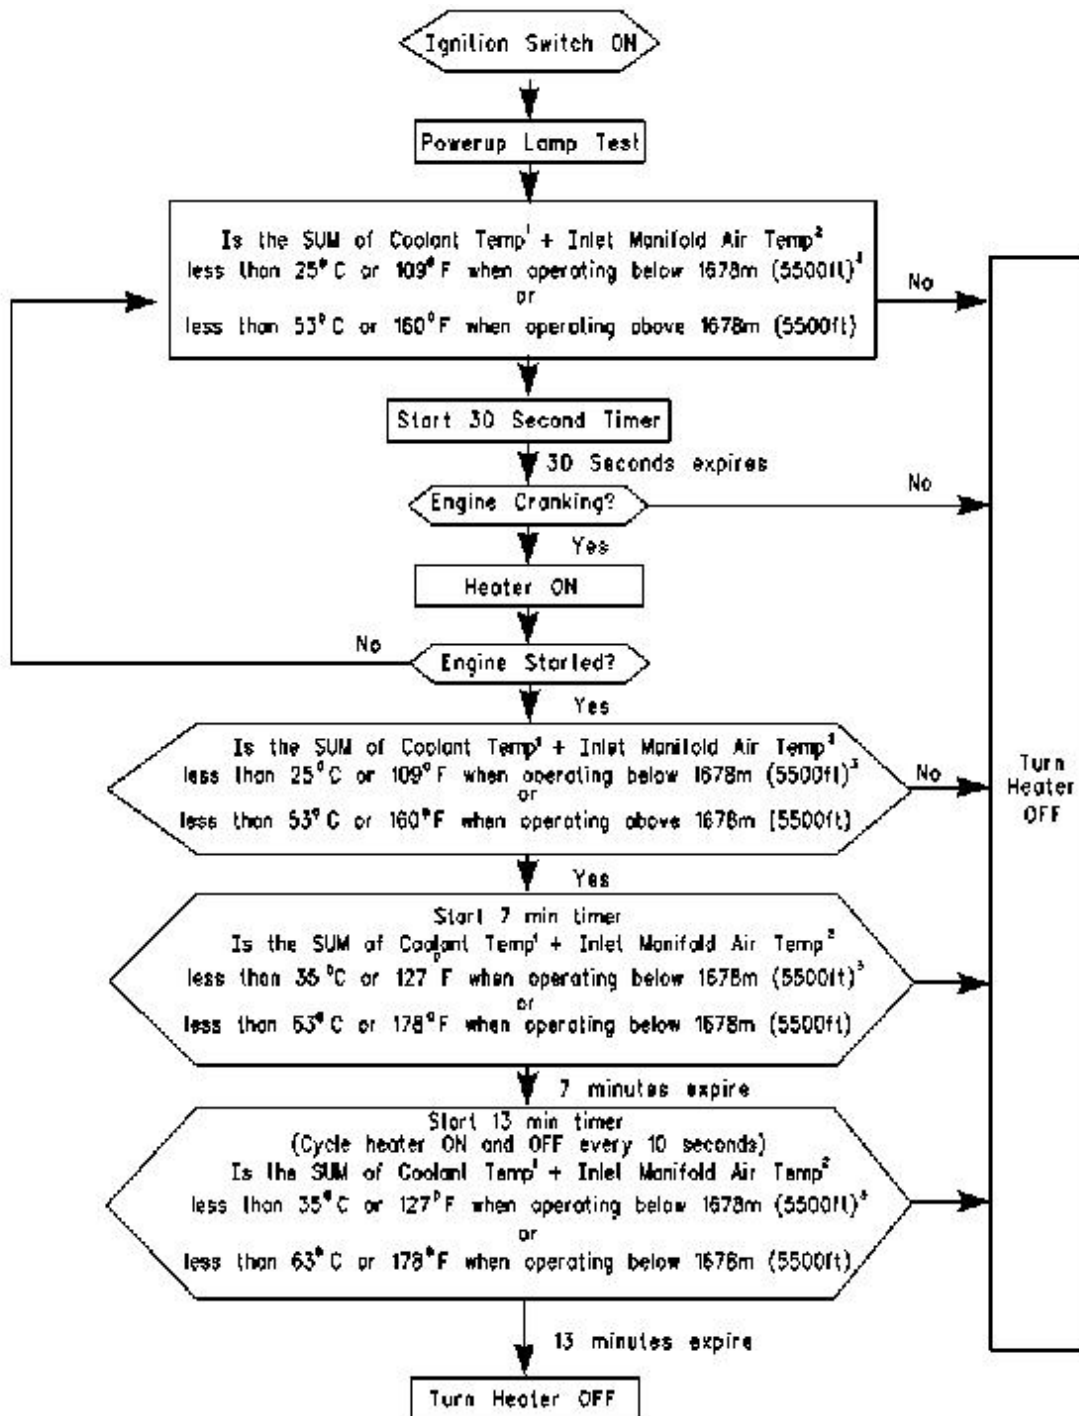 Ignition Switch ON
Powerup Lamp Test
Is the SUM of Coolant Temp¹ + Inlet Manifold Air Temp²
less than 25°C or 109°F when operating below 1678m (5500ft)³
or
less than 53°C or 160°F when operating above 1678m (5500ft)
No
Start 30 Second Timer
30 Seconds expires
Engine Cranking?
No
Yes
Heater ON
No
Engine Started?
Yes
Is the SUM of Coolant Temp¹ + Inlet Manifold Air Temp²
less than 25°C or 109°F when operating below 1678m (5500ft)³
or
less than 53°C or 160°F when operating above 1678m (5500ft)
No
Turn
Heater
OFF
Yes
Start 7 min timer
Is the SUM of Coolant Temp¹ + Inlet Manifold Air Temp²
less than 35°C or 127°F when operating below 1678m (5500ft)³
or
less than 63°C or 178°F when operating below 1678m (5500ft)
7 minutes expire
Start 13 min timer
(Cycle heater ON and OFF every 10 seconds)
Is the SUM of Coolant Temp¹ + Inlet Manifold Air Temp²
less than 35°C or 127°F when operating below 1678m (5500ft)³
or
less than 63°C or 178°F when operating below 1678m (5500ft)
13 minutes expire
Turn Heater OFF